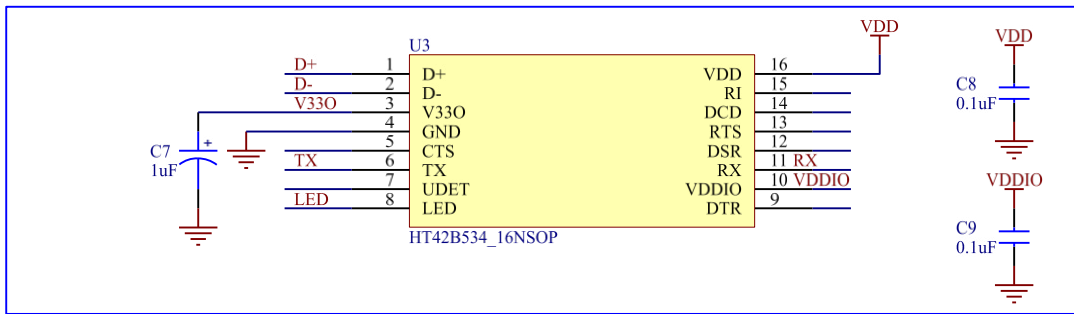 U3
VDD
D+ 1 D+ VDD 16
D- 2 D- RI 15
V33O 3 V33O DCD 14
4 GND RTS 13
5 CTS DSR 12
TX 6 TX RX 11 RX
7 UDET VDDIO 10 VDDIO
LED 8 LED DTR 9
HT42B534_16NSOP
C7 +
1uF
VDD
C8
0.1uF
VDDIO
C9
0.1uF